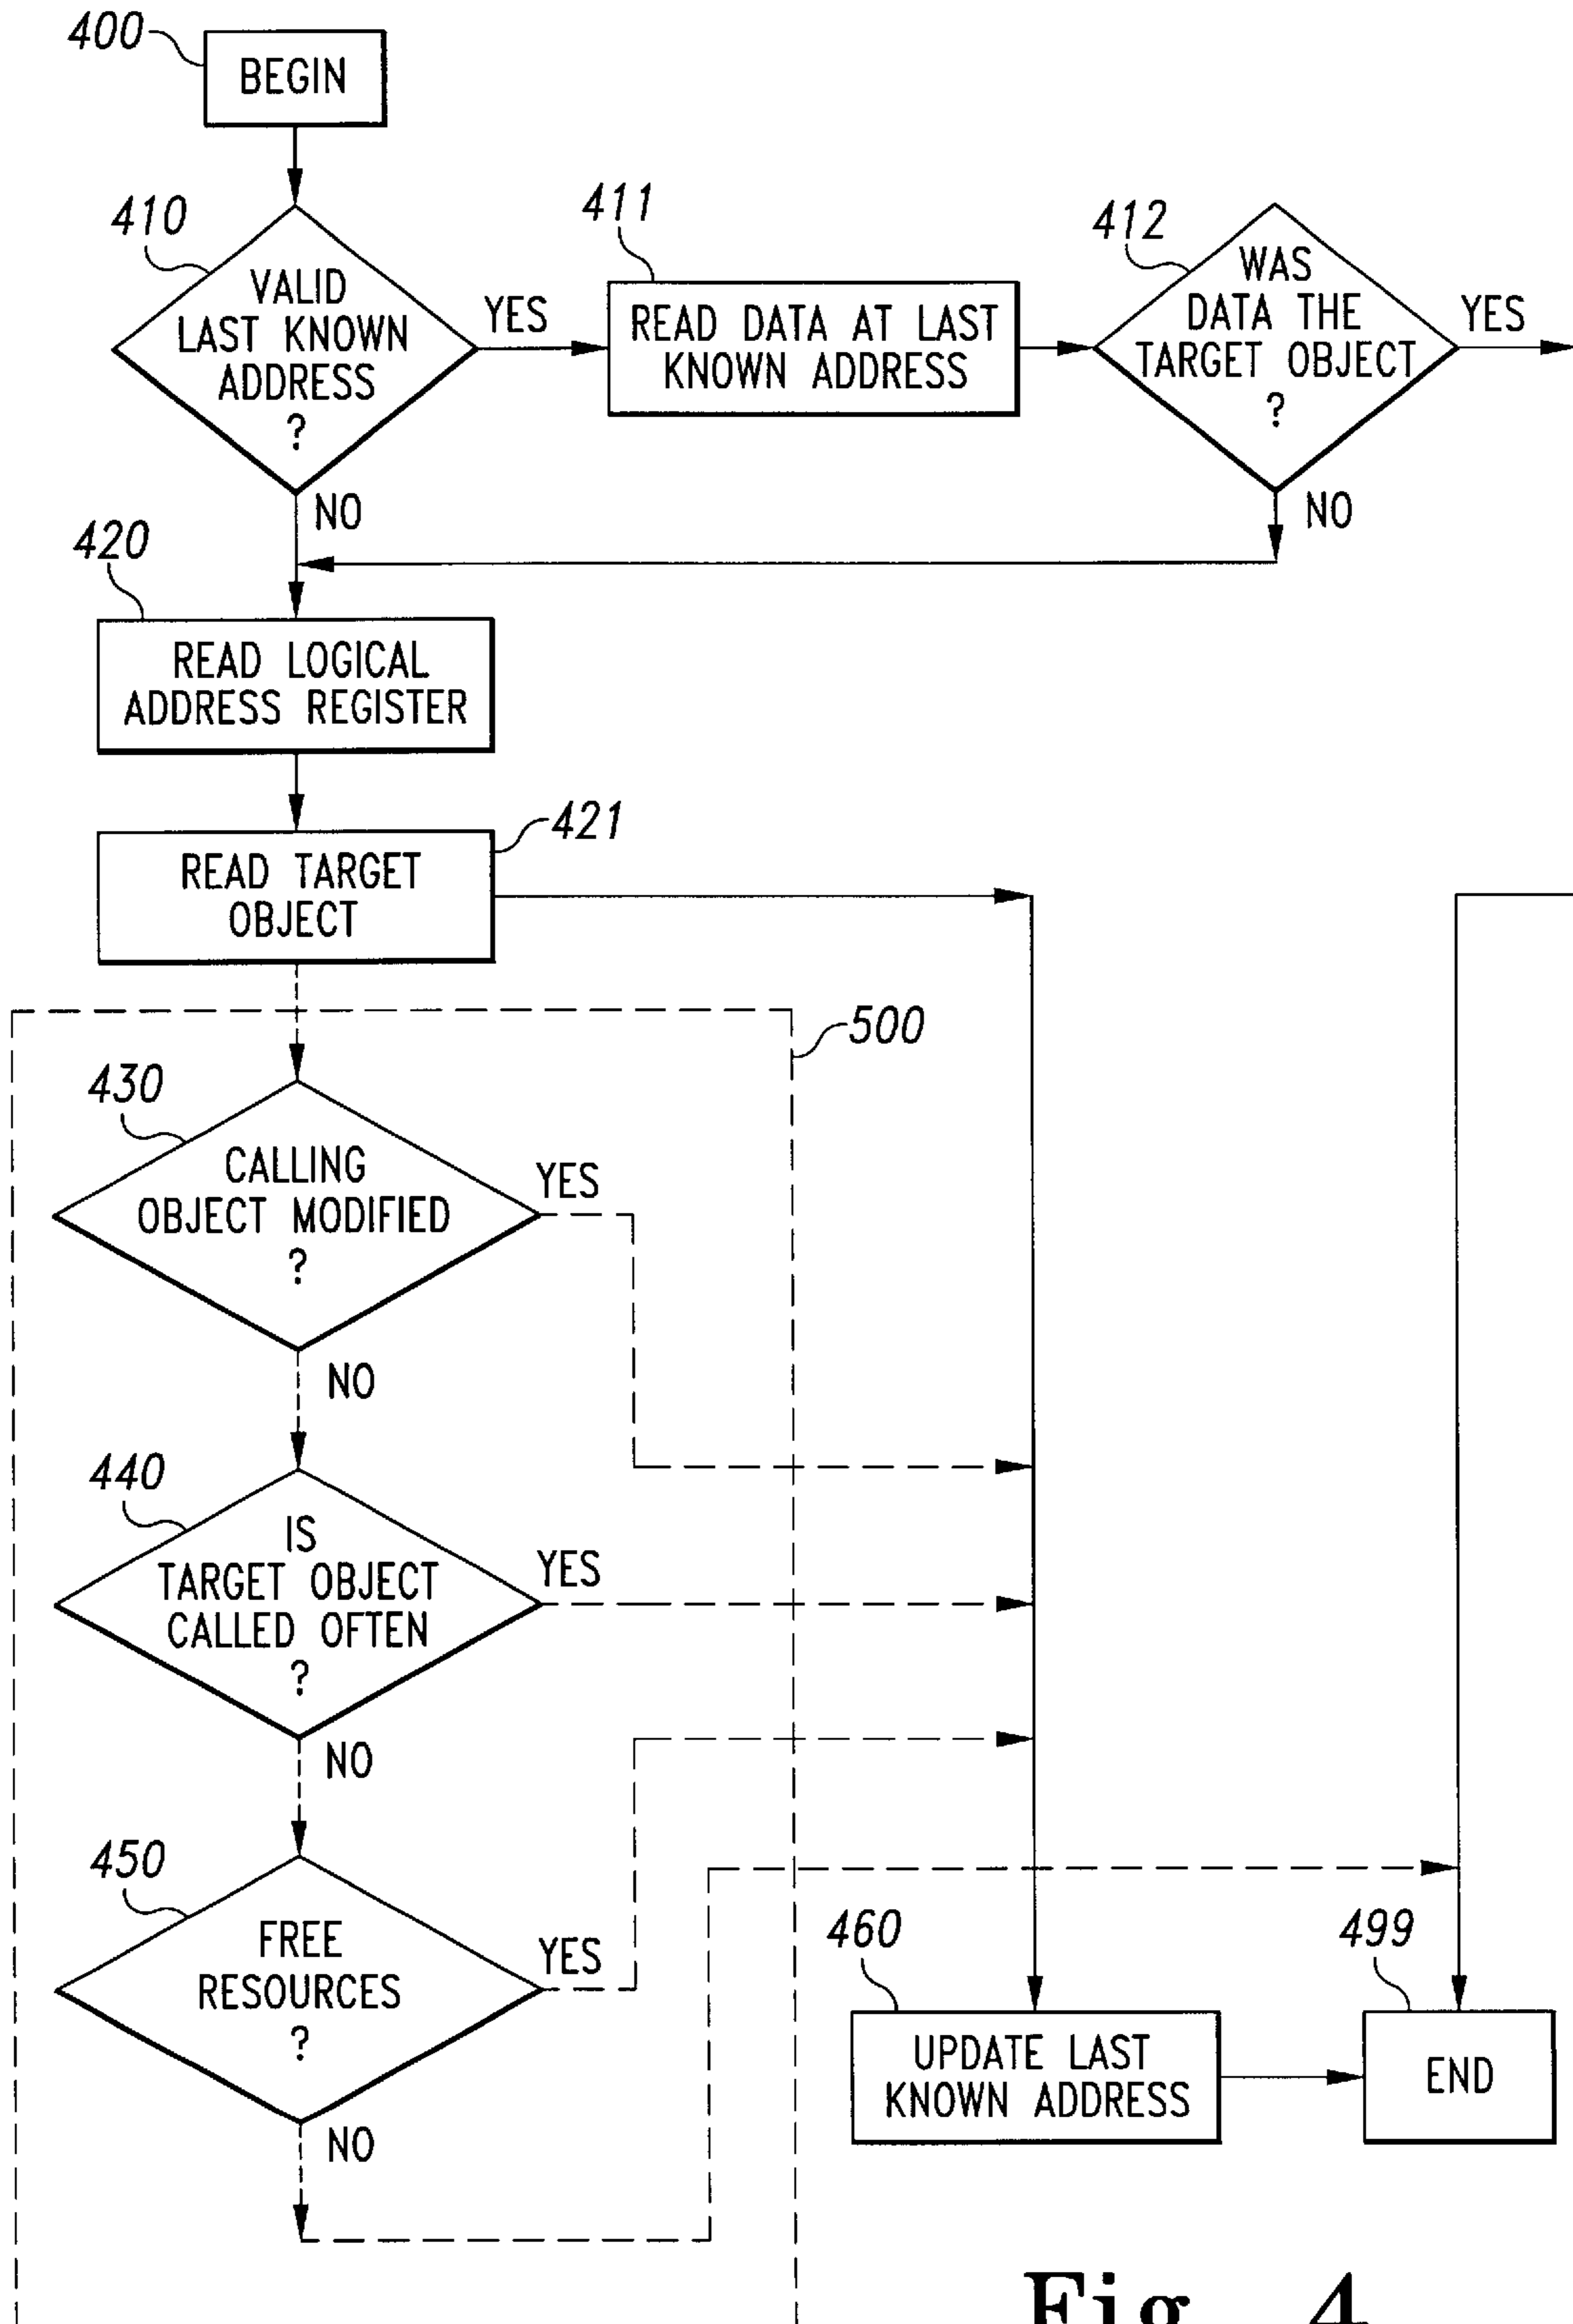 400
BEGIN
410
VALID
LAST KNOWN
ADDRESS
?
YES
NO
411
READ DATA AT LAST
KNOWN ADDRESS
412
WAS
DATA THE
TARGET OBJECT
?
YES
NO
420
READ LOGICAL
ADDRESS REGISTER
421
READ TARGET
OBJECT
500
430
CALLING
OBJECT MODIFIED
?
YES
NO
440
IS
TARGET OBJECT
CALLED OFTEN
?
YES
NO
450
FREE
RESOURCES
?
YES
NO
460
UPDATE LAST
KNOWN ADDRESS
499
END
Fig. 4